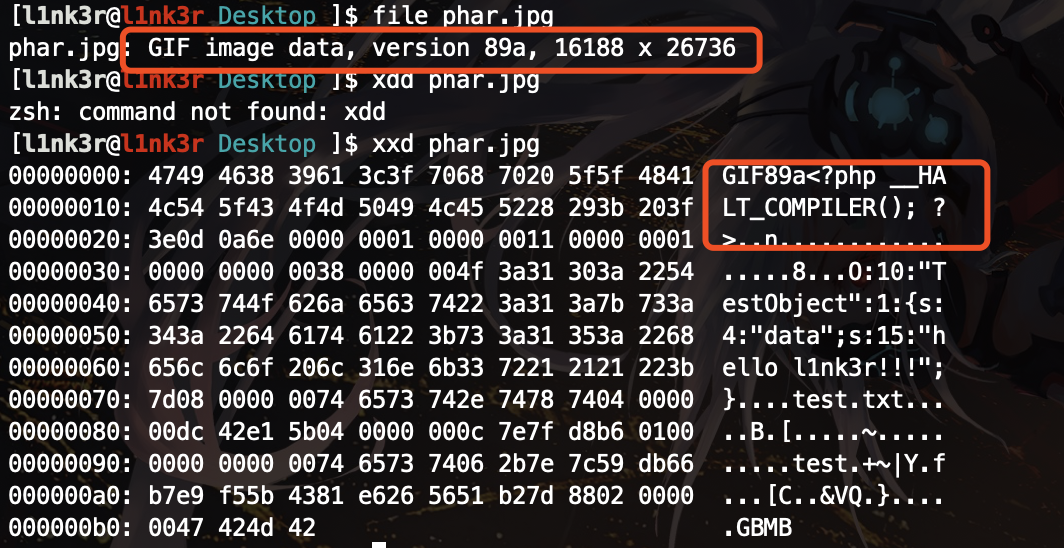 [l1nk3r@l1nk3r Desktop ]$ file phar.jpg
phar.jpg: GIF image data, version 89a, 16188 x 26736
[l1nk3r@l1nk3r Desktop ]$ xdd phar.jpg
zsh: command not found: xdd
[l1nk3r@l1nk3r Desktop ]$ xxd phar.jpg
00000000: 4749 4638 3961 3c3f 7068 7020 5f5f 4841  GIF89a<?php __HA
00000010: 4c54 5f43 4f4d 5049 4c45 5228 293b 203f  LT_COMPILER(); ?
00000020: 3e0d 0a6e 0000 0001 0000 0011 0000 0001  >..n............
00000030: 0000 0000 0038 0000 004f 3a31 303a 2254  .....8...O:10:"T
00000040: 6573 744f 626a 6563 7422 3a31 3a7b 733a  estObject":1:{s:
00000050: 343a 2264 6174 6122 3b73 3a31 353a 2268  4:"data";s:15:"h
00000060: 656c 6c6f 206c 316e 6b33 7221 2121 223b  ello l1nk3r!!!";
00000070: 7d08 0000 0074 6573 742e 7478 7404 0000  }....test.txt...
00000080: 00dc 42e1 5b04 0000 000c 7e7f d8b6 0100  ..B.[.....~.....
00000090: 0000 0000 0074 6573 7406 2b7e 7c59 db66  .....test.+~|Y.f
000000a0: b7e9 f55b 4381 e626 5651 b27d 8802 0000  ...[C..&VQ.}....
000000b0: 0047 424d 42  .GBMB